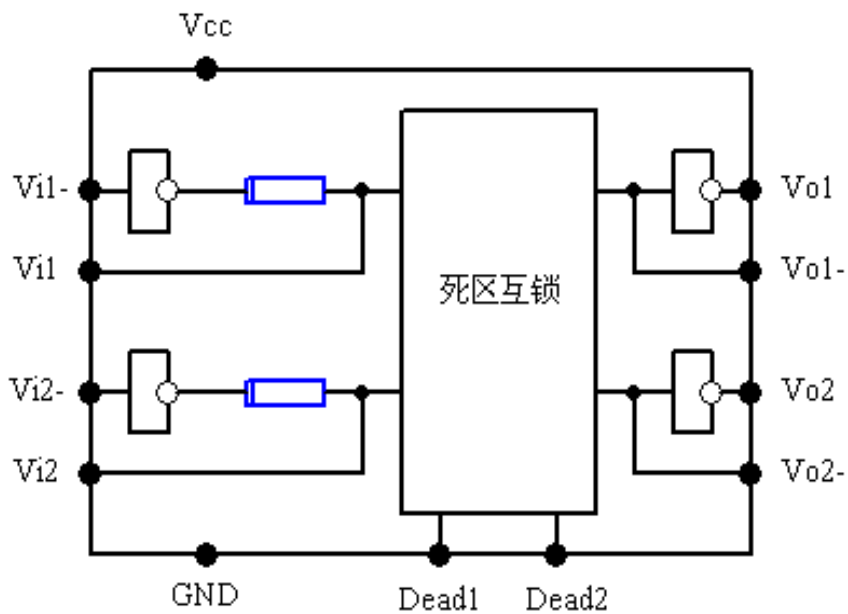 Vcc
Vi1-
Vo1
Vi1
Vo1-
死区互锁
Vi2-
Vo2
Vi2
Vo2-
GND
Dead1
Dead2